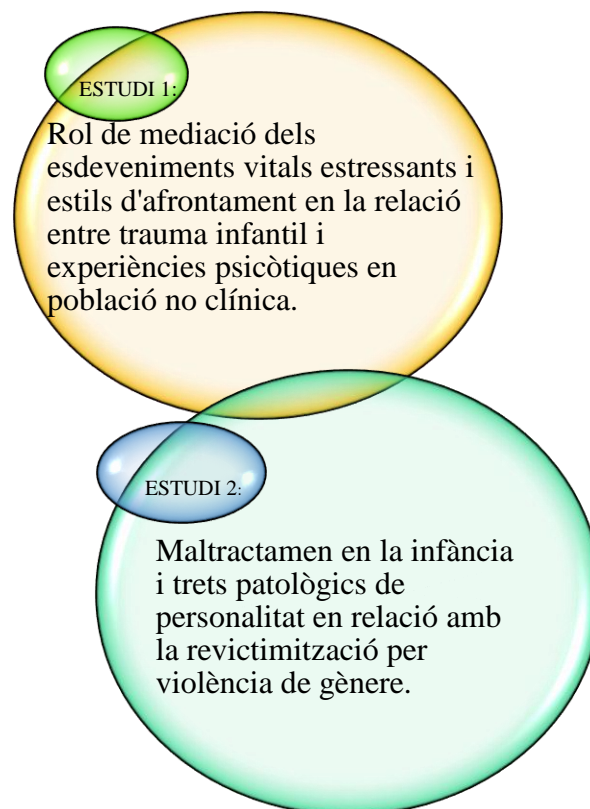 ESTUDI 1:
Rol de mediació dels
esdeveniments vitals estressants i
estils d'afrontament en la relació
entre trauma infantil i
experiències psicòtiques en
població no clínica.
ESTUDI 2:
Maltractamen en la infància
i trets patològics de
personalitat en relació amb
la revictimització per
violència de gènere.